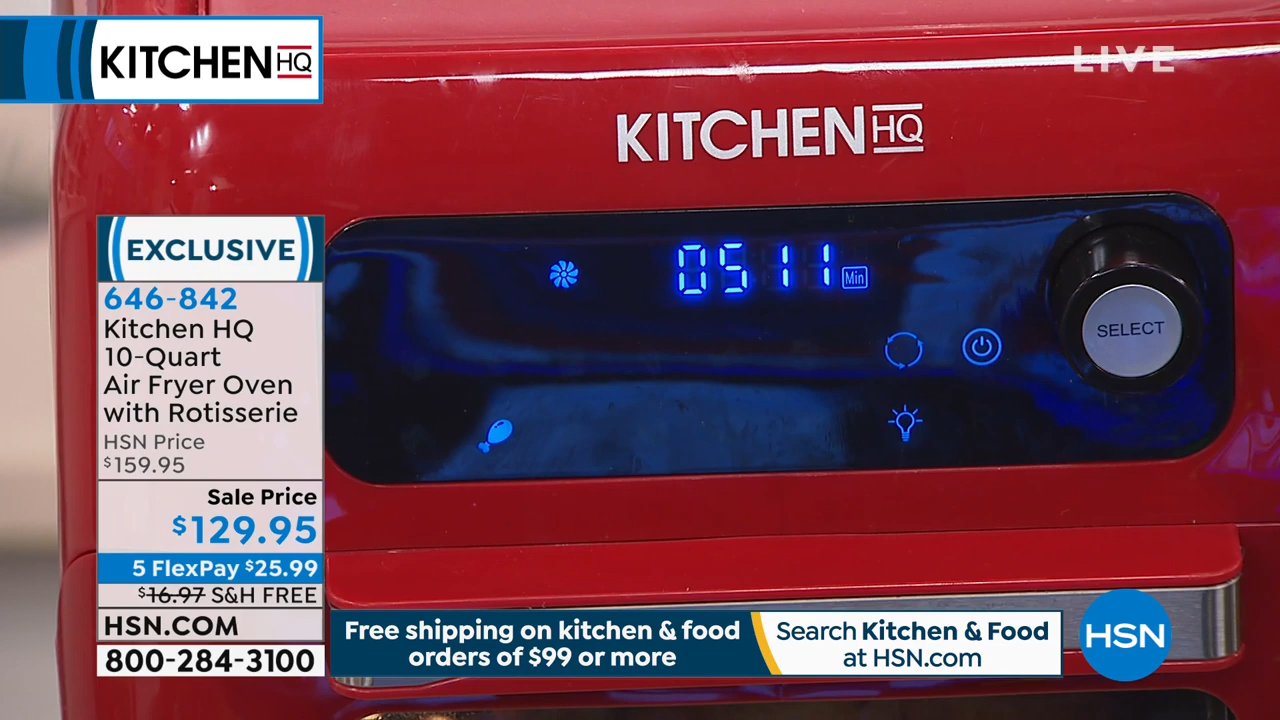 KITCHEN HQ
LIVE
KITCHEN HQ
EXCLUSIVE
646-842
Kitchen HQ
10-Quart
Air Fryer Oven
with Rotisserie
HSN Price
$159.95
Sale Price
$129.95
5 FlexPay $25.99
$16.97 S&H FREE
HSN.COM
800-284-3100
0511 Min
SELECT
Free shipping on kitchen & food
orders of $99 or more
Search Kitchen & Food
at HSN.com
HSN